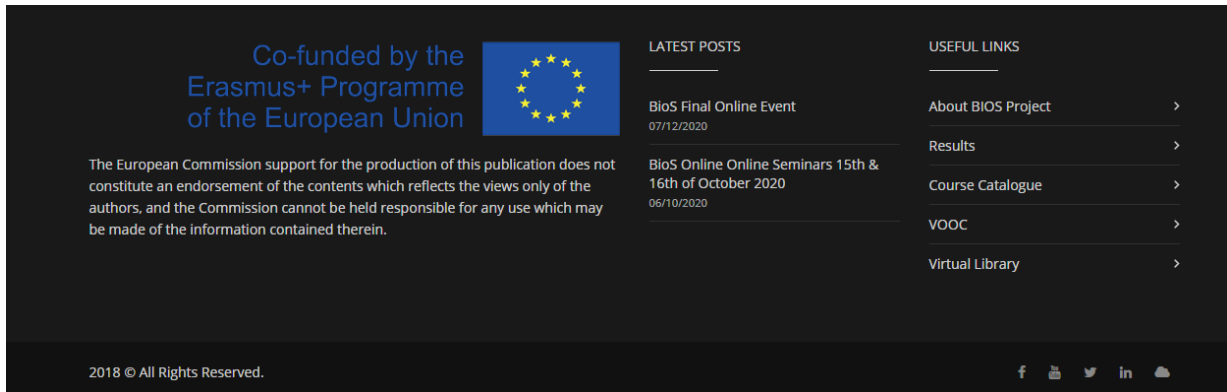 Co-funded by the
Erasmus+ Programme
of the European Union
The European Commission support for the production of this publication does not
constitute an endorsement of the contents which reflects the views only of the
authors, and the Commission cannot be held responsible for any use which may
be made of the information contained therein.
LATEST POSTS
BioS Final Online Event
07/12/2020
BioS Online Online Seminars 15th &
16th of October 2020
06/10/2020
USEFUL LINKS
About BIOS Project
Results
Course Catalogue
VOOC
Virtual Library
2018 © All Rights Reserved.